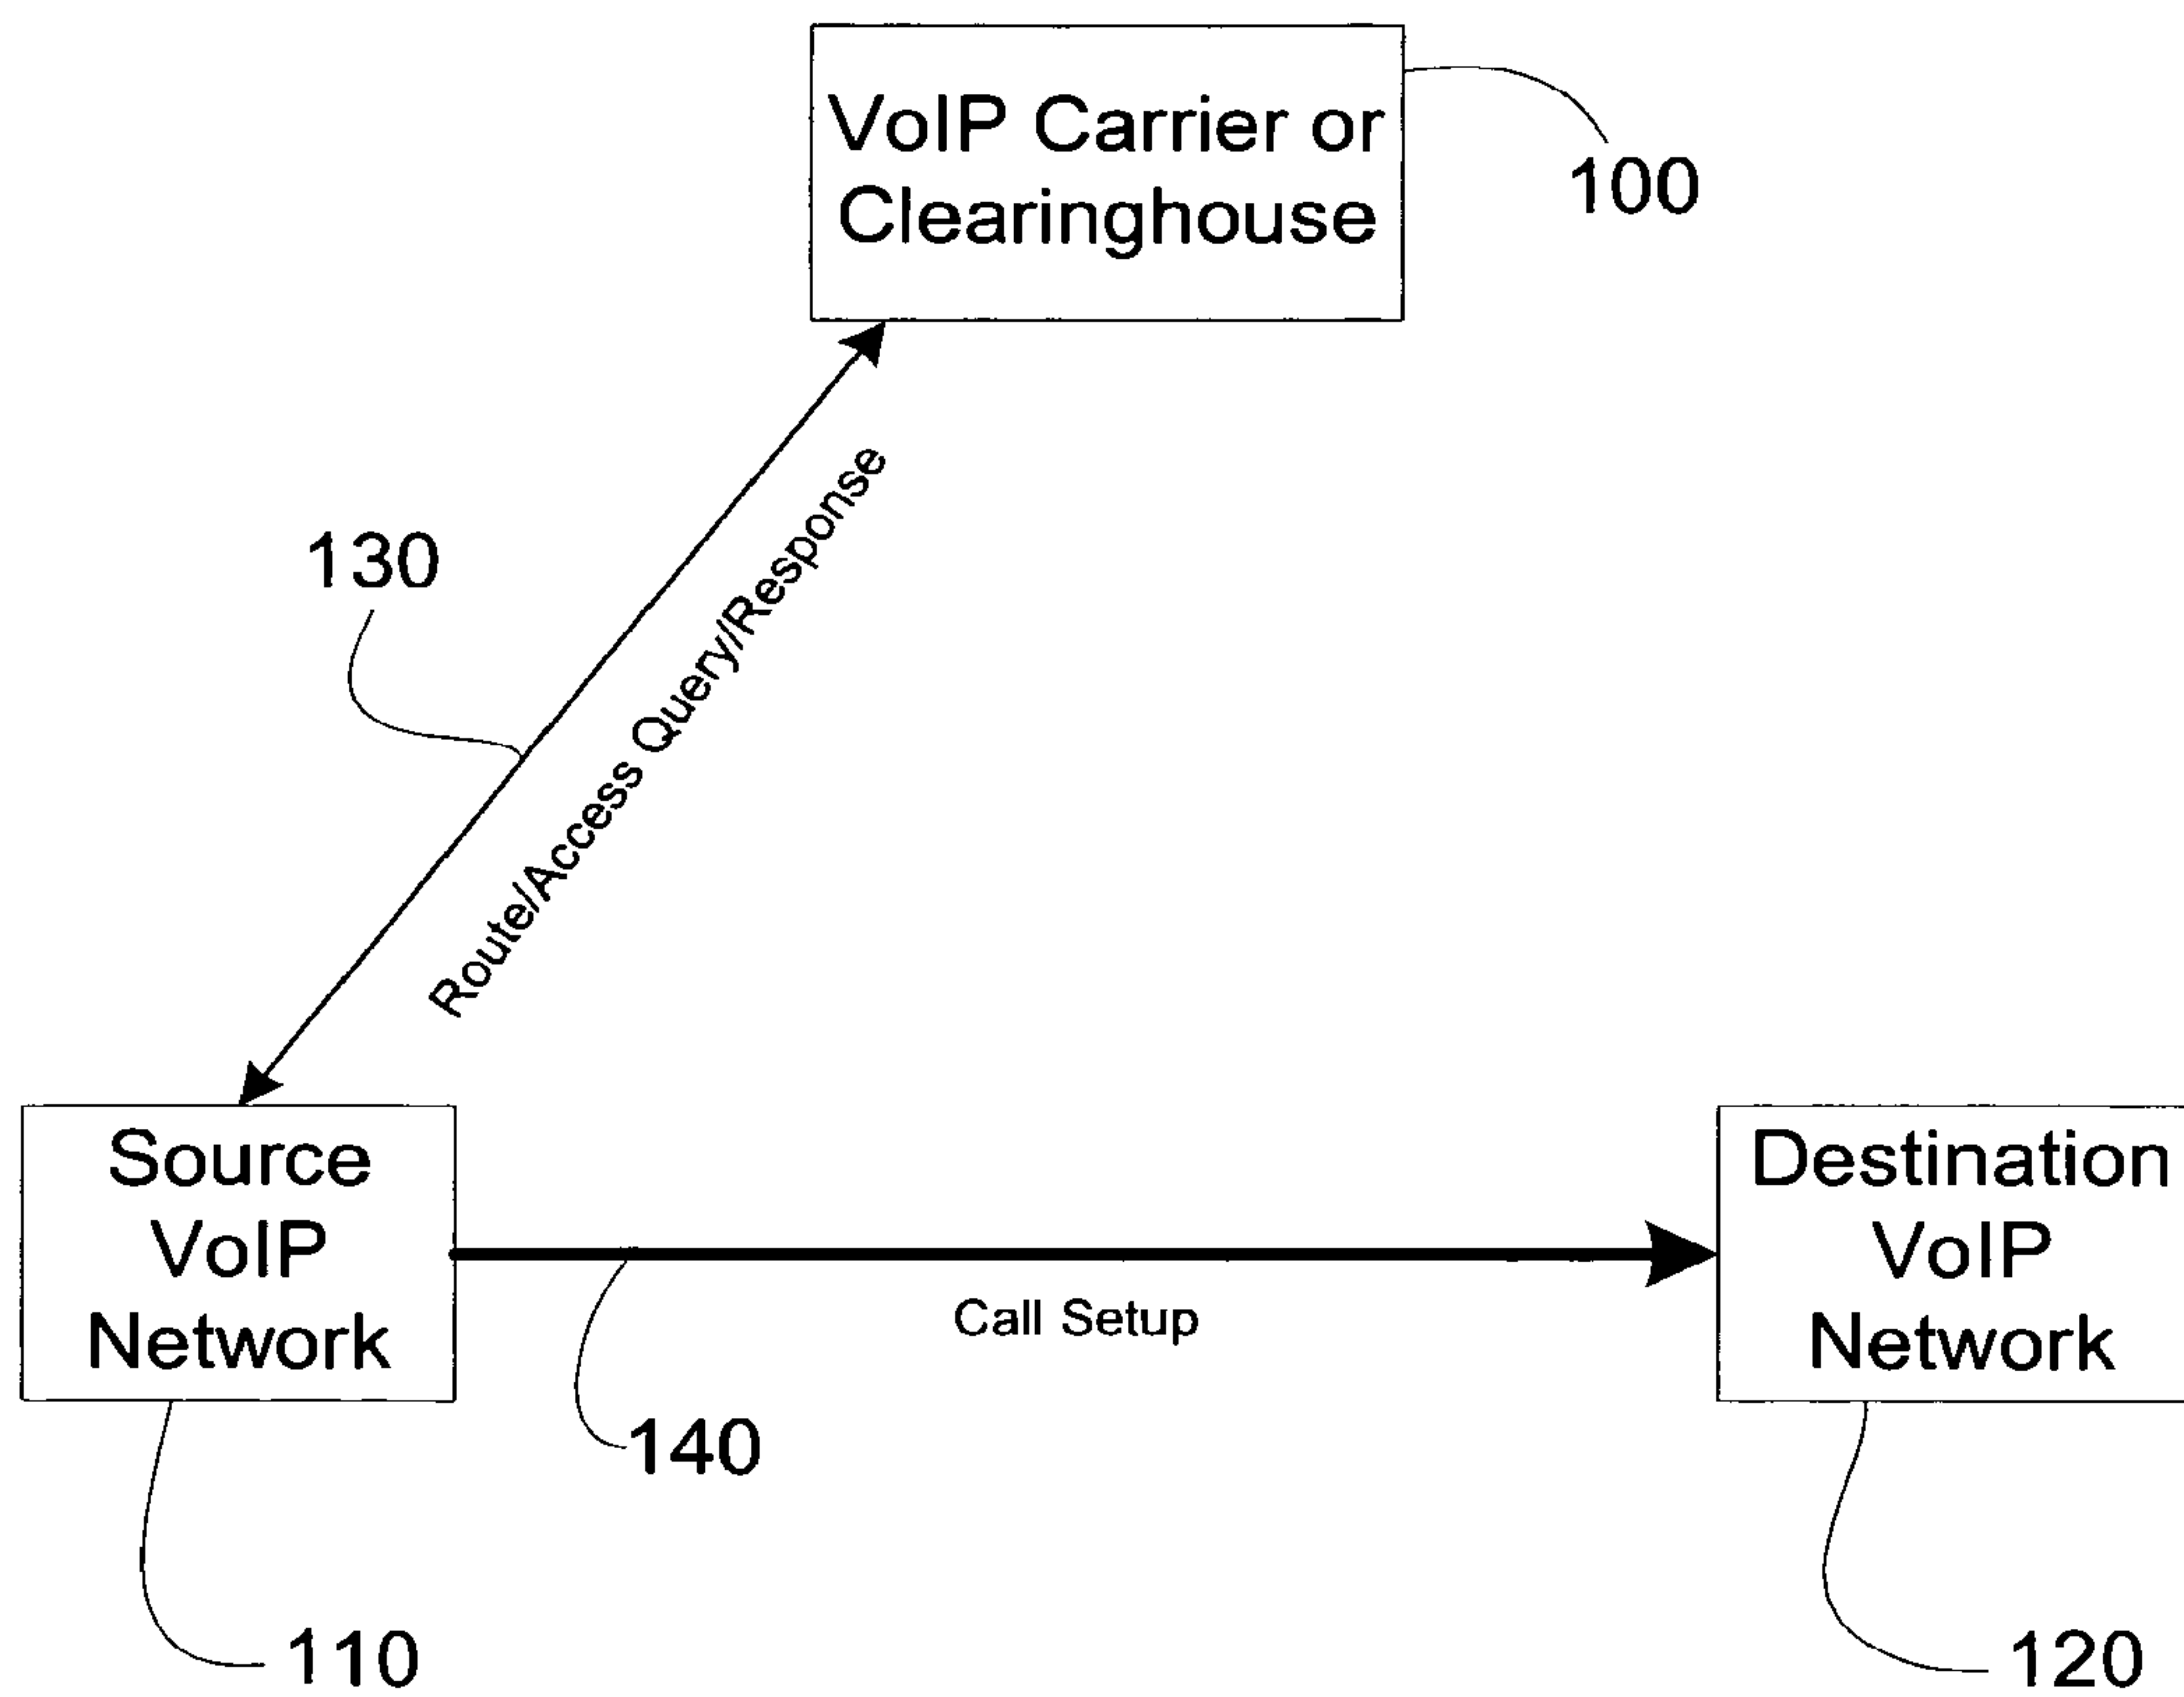 VoIP Carrier or
Clearinghouse
100
130
Route/Access Query/Response
Source
VoIP
Network
Destination
VoIP
Network
Call Setup
140
110
120